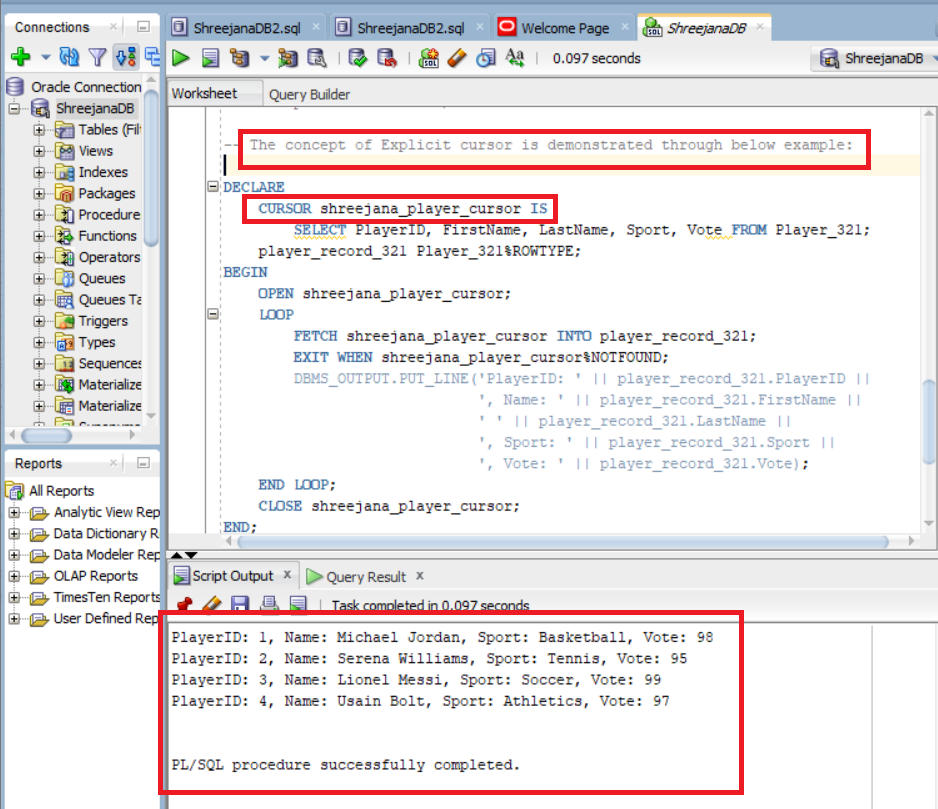 Connections
ShreejanaDB2.sql
ShreejanaDB2.sql
Welcome Page
ShreejanaDB
0.097 seconds
ShreejanaDB
Oracle Connection
ShreejanaDB
Tables (Filt
Views
Indexes
Packages
Procedure
Functions
Operators
Queues
Queues Ta
Triggers
Types
Sequences
Materialize
Materialize
Worksheet
Query Builder
-- The concept of Explicit cursor is demonstrated through below example:
DECLARE
CURSOR shreejana_player_cursor IS
SELECT PlayerID, FirstName, LastName, Sport, Vote FROM Player_321;
player_record_321 Player_321%ROWTYPE;
BEGIN
OPEN shreejana_player_cursor;
LOOP
FETCH shreejana_player_cursor INTO player_record_321;
EXIT WHEN shreejana_player_cursor%NOTFOUND;
DBMS_OUTPUT.PUT_LINE('PlayerID: ' || player_record_321.PlayerID ||
', Name: ' || player_record_321.FirstName ||
' ' || player_record_321.LastName ||
', Sport: ' || player_record_321.Sport ||
', Vote: ' || player_record_321.Vote);
END LOOP;
CLOSE shreejana_player_cursor;
END;
Reports
All Reports
Analytic View Rep
Data Dictionary R
Data Modeler Rep
OLAP Reports
TimesTen Reports
User Defined Rep
Script Output
Query Result
Task completed in 0.097 seconds
PlayerID: 1, Name: Michael Jordan, Sport: Basketball, Vote: 98
PlayerID: 2, Name: Serena Williams, Sport: Tennis, Vote: 95
PlayerID: 3, Name: Lionel Messi, Sport: Soccer, Vote: 99
PlayerID: 4, Name: Usain Bolt, Sport: Athletics, Vote: 97
PL/SQL procedure successfully completed.